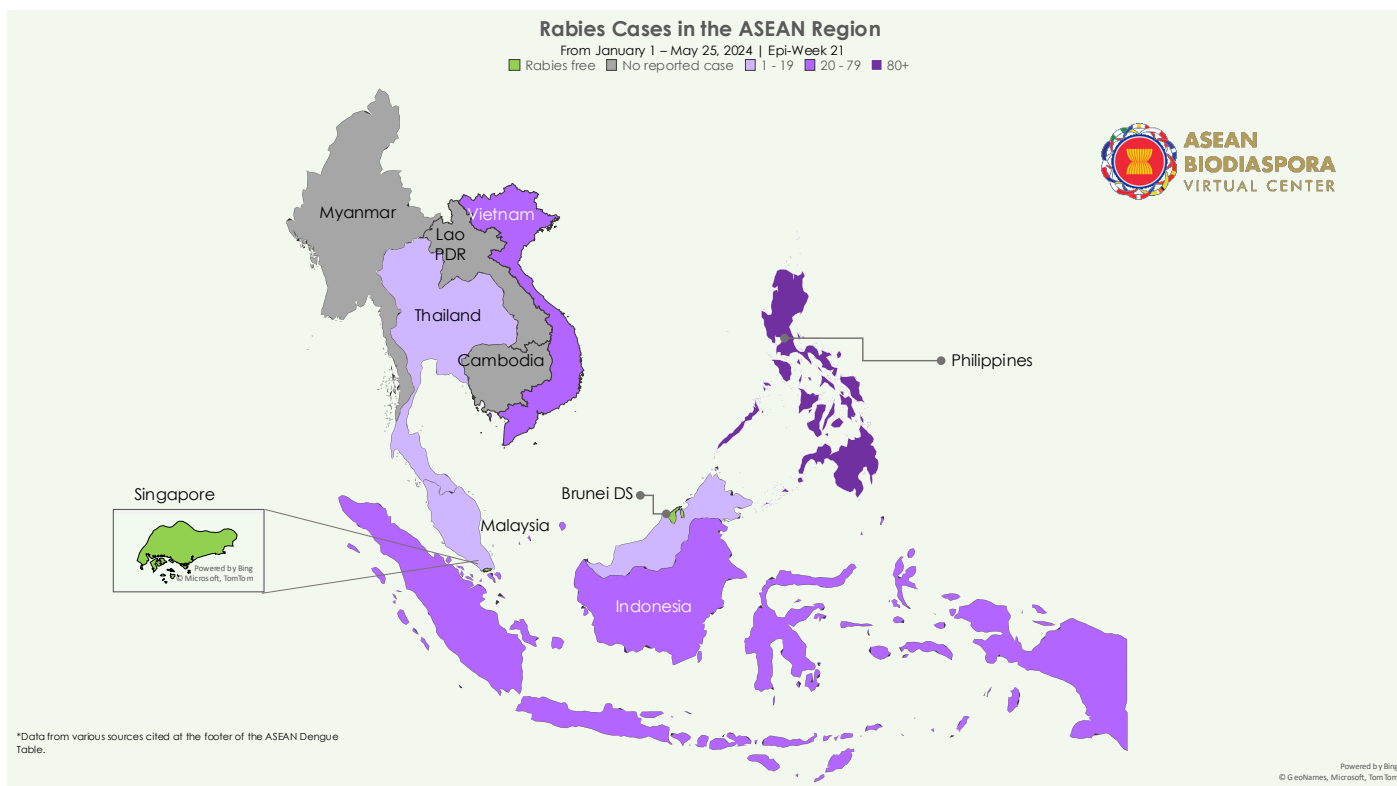 Rabies Cases in the ASEAN Region
From January 1 – May 25, 2024 | Epi-Week 21
Rabies free No reported case 1 - 19 20 - 79 80+
ASEAN
BIODIASPORA
VIRTUAL CENTER
Myanmar
Vietnam
Lao
PDR
Thailand
Cambodia
Philippines
Singapore
Brunei DS
Malaysia
Powered by Bing
© Microsoft, TomTom
Indonesia
*Data from various sources cited at the footer of the ASEAN Dengue
Table.
Powered by Bing
© GeoNames, Microsoft, TomTom